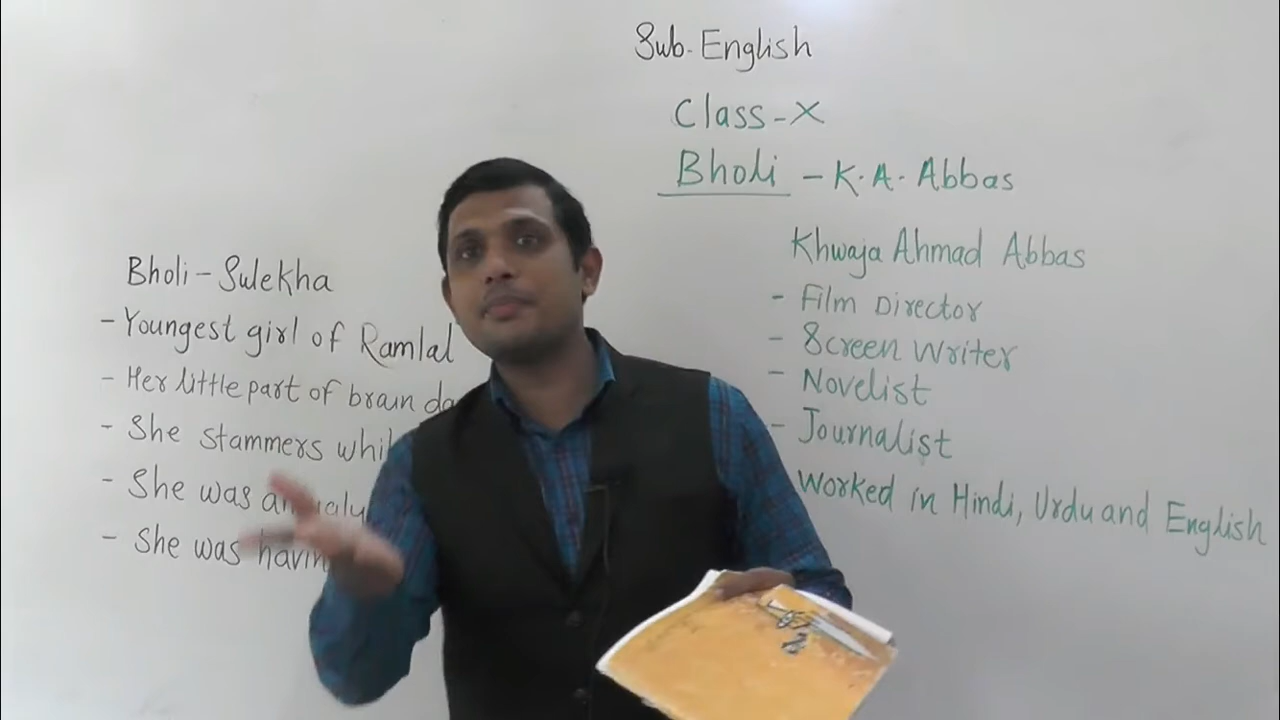 Sub. English
Class - X
Bholi - K. A. Abbas
Khwaja Ahmad Abbas
- Film Director
- Screen Writer
- Novelist
- Journalist
Worked in Hindi, Urdu and English
Bholi - Sulekha
- Youngest girl of Ramlal
- Her little part of brain
- She stammers
- She was
- She was